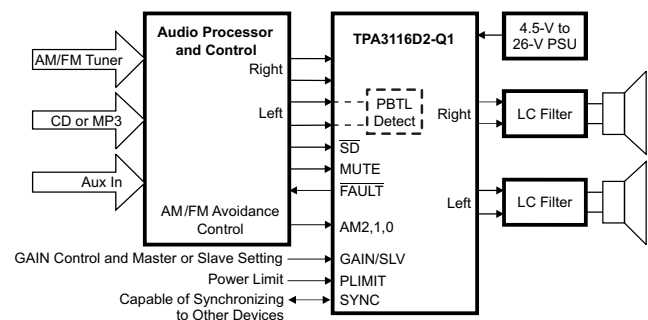 Audio Processor
and Control
TPA3116D2-Q1
4.5-V to
26-V PSU
AM/FM Tuner
Right
CD or MP3
Left
PBTL
Detect
Right
LC Filter
SD
MUTE
Aux In
FAULT
Left
LC Filter
AM/FM Avoidance
Control
AM2,1,0
GAIN Control and Master or Slave Setting
GAIN/SLV
Power Limit
PLIMIT
Capable of Synchronizing
to Other Devices
SYNC